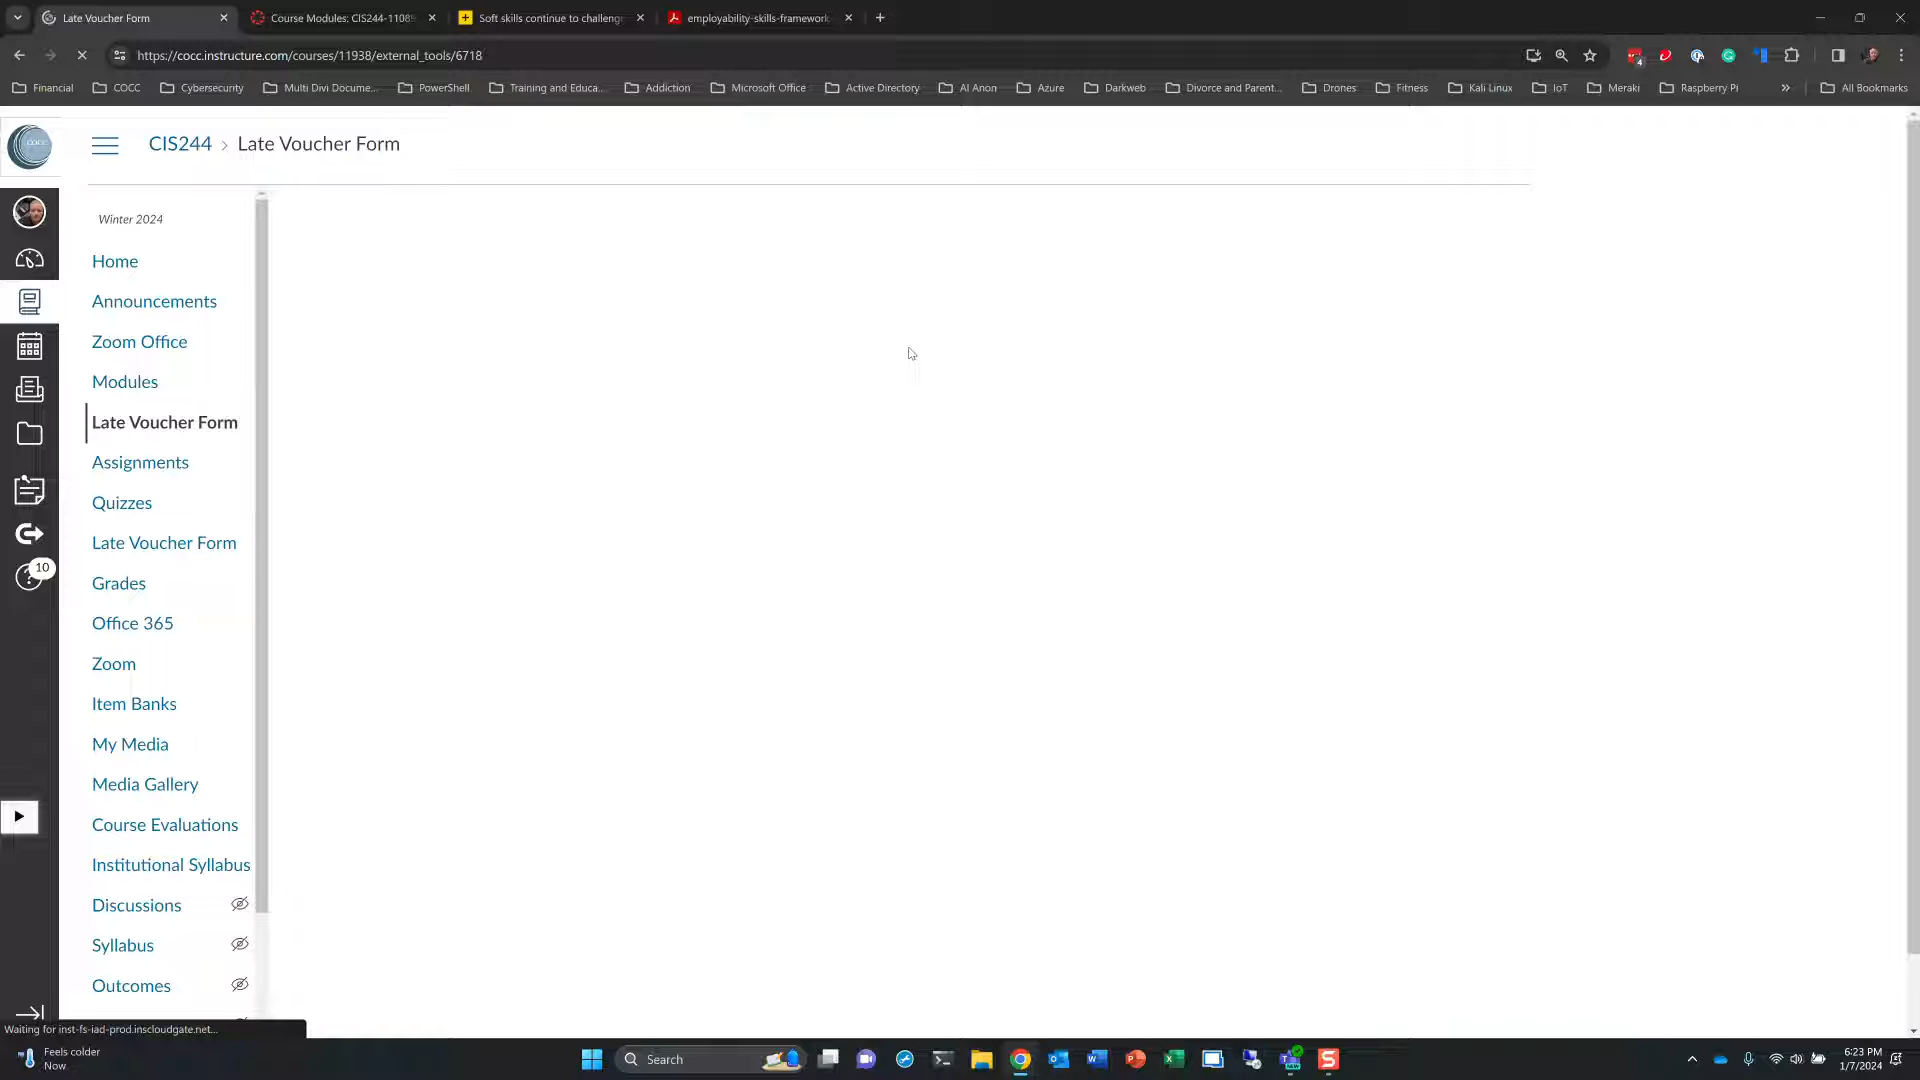 Late Voucher Form
Course Modules: CIS244-1108
Soft skills continue to challeng
employability-skills-framework
https://cocc.instructure.com/courses/11938/external_tools/6718
4
Financial
COCC
Cybersecurity
Multi Divi Docume...
PowerShell
Training and Educa...
Addiction
Microsoft Office
Active Directory
Al Anon
Azure
Darkweb
Divorce and Parent...
Drones
Fitness
Kali Linux
IoT
Meraki
Raspberry Pi
»
All Bookmarks
COCC
CIS244 › Late Voucher Form
Winter 2024
Home
Announcements
Zoom Office
Modules
Late Voucher Form
Assignments
Quizzes
Late Voucher Form
10
Grades
Office 365
Zoom
Item Banks
My Media
Media Gallery
Course Evaluations
Institutional Syllabus
Discussions
Syllabus
Outcomes
Waiting for inst-fs-iad-prod.inscloudgate.net...
Feels colder
Now
Search
6:23 PM
1/7/2024